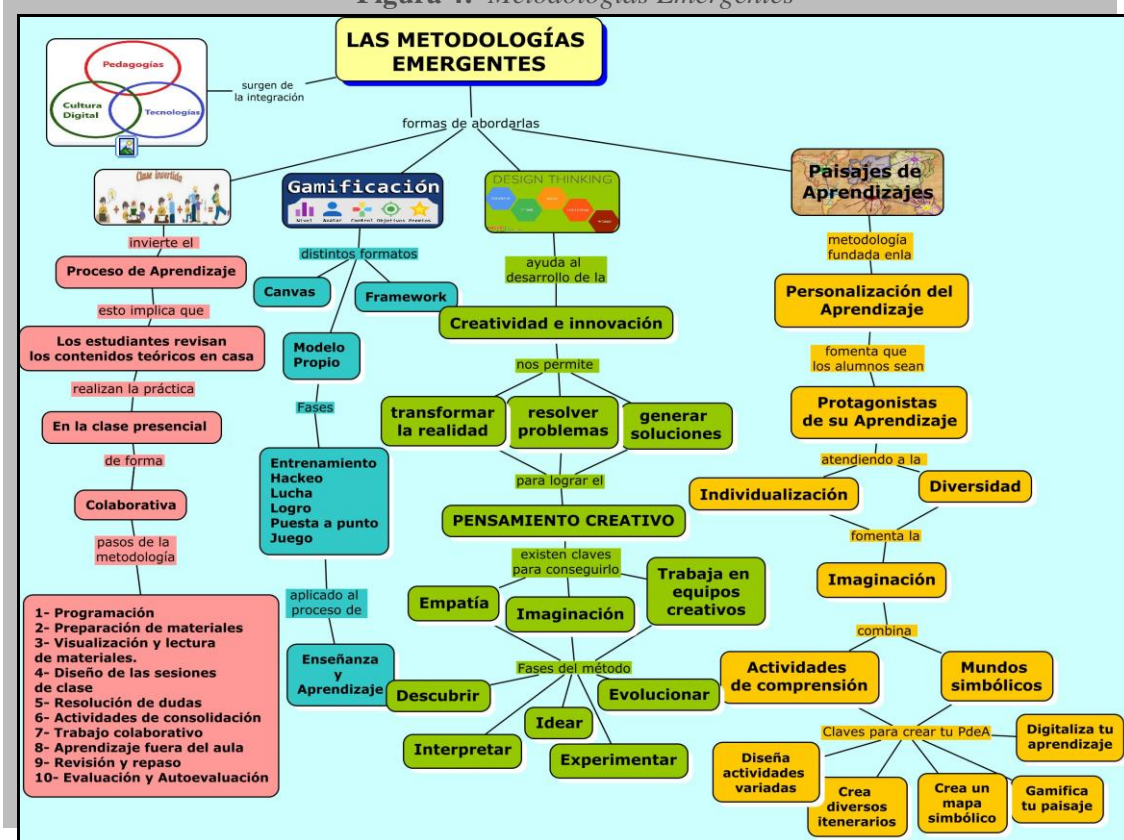 Figura 4. Metodologías Emergentes
LAS METODOLOGÍAS
EMERGENTES
Pedagogías
Cultura
Digital
Tecnologías
surgen de
la integración
formas de abordarlas
Clase invertida
invierte el
Proceso de Aprendizaje
esto implica que
Los estudiantes revisan
los contenidos teóricos en casa
realizan la práctica
En la clase presencial
de forma
Colaborativa
pasos de la
metodología
1- Programación
2- Preparación de materiales
3- Visualización y lectura
de materiales.
4- Diseño de las sesiones
de clase
5- Resolución de dudas
6- Actividades de consolidación
7- Trabajo colaborativo
8- Aprendizaje fuera del aula
9- Revisión y repaso
10- Evaluación y Autoevaluación
Gamificación
Nivel Avatar Control Objetivos Premios
distintos formatos
Canvas
Framework
Modelo
Propio
Fases
Entrenamiento
Hackeo
Lucha
Logro
Puesta a punto
Juego
aplicado al
proceso de
Enseñanza
y
Aprendizaje
DESIGN THINKING
ayuda al
desarrollo de la
Creatividad e innovación
nos permite
transformar
la realidad
resolver
problemas
generar
soluciones
para lograr el
PENSAMIENTO CREATIVO
existen claves
para conseguirlo
Empatía
Imaginación
Trabaja en
equipos
creativos
Fases del método
Descubrir
Interpretar
Idear
Experimentar
Evolucionar
Paisajes de
Aprendizajes
metodología
fundada enla
Personalización del
Aprendizaje
fomenta que
los alumnos sean
Protagonistas
de su Aprendizaje
atendiendo a la
Individualización
Diversidad
fomenta la
Imaginación
combina
Actividades
de comprensión
Mundos
simbólicos
Claves para crear tu PdeA
Diseña
actividades
variadas
Crea
diversos
itenerarios
Crea un
mapa
simbólico
Gamifica
tu paisaje
Digitaliza tu
aprendizaje